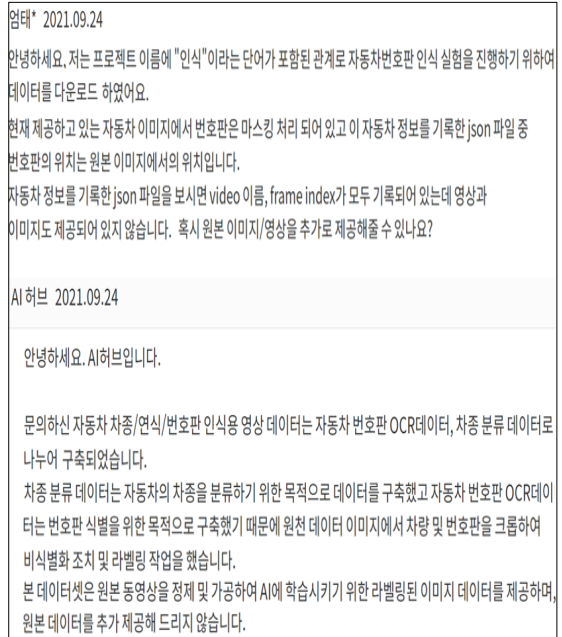 엄태* 2021.09.24
안녕하세요, 저는 프로젝트 이름에 "인식"이라는 단어가 포함된 관계로 자동차번호판 인식 실험을 진행하기 위하여
데이터를 다운로드 하였어요.
현재 제공하고 있는 자동차 이미지에서 번호판은 마스킹 처리 되어 있고 이 자동차 정보를 기록한 json 파일 중
번호판의 위치는 원본 이미지에서의 위치입니다.
자동차 정보를 기록한 json 파일을 보시면 video 이름, frame index가 모두 기록되어 있는데 영상과
이미지도 제공되어 있지 않습니다. 혹시 원본 이미지/영상을 추가로 제공해줄 수 있나요?
AI 허브 2021.09.24
안녕하세요. AI허브입니다.
문의하신 자동차 차종/연식/번호판 인식용 영상 데이터는 자동차 번호판 OCR데이터, 차종 분류 데이터로
나누어 구축되었습니다.
차종 분류 데이터는 자동차의 차종을 분류하기 위한 목적으로 데이터를 구축했고 자동차 번호판 OCR데이
터는 번호판 식별을 위한 목적으로 구축했기 때문에 원천 데이터 이미지에서 차량 및 번호판을 크롭하여
비식별화 조치 및 라벨링 작업을 했습니다.
본 데이터셋은 원본 동영상을 정제 및 가공하여 AI에 학습시키기 위한 라벨링된 이미지 데이터를 제공하며,
원본 데이터를 추가 제공해 드리지 않습니다.